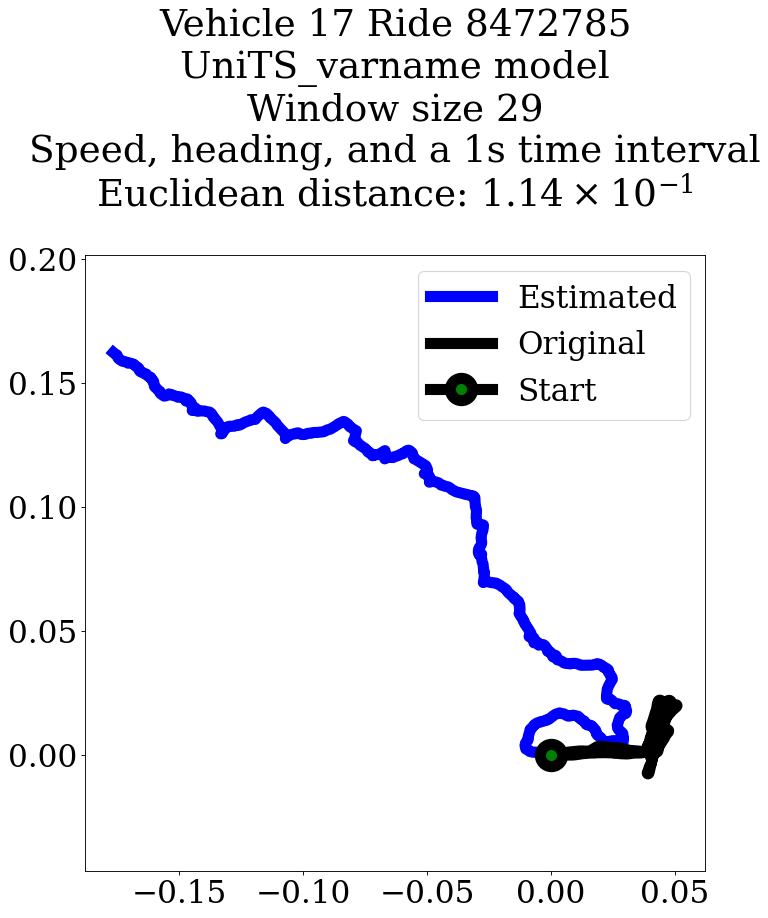 Vehicle 17 Ride 8472785
UniTS_varname model
Window size 29
Speed, heading, and a 1s time interval
Euclidean distance: 1.14 × 10⁻¹
Estimated
Original
Start
0.20
0.15
0.10
0.05
0.00
−0.15 −0.10 −0.05 0.00 0.05